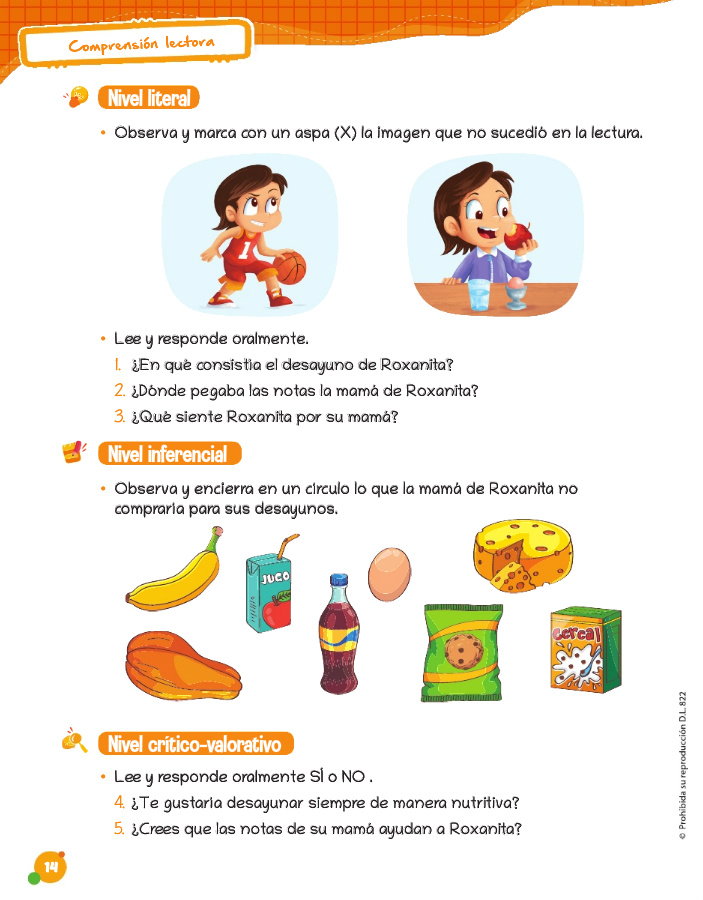 Comprensión lectora
Nivel literal
• Observa y marca con un aspa (X) la imagen que no sucedió en la lectura.
1
• Lee y responde oralmente.
1. ¿En qué consistía el desayuno de Roxanita?
2. ¿Dónde pegaba las notas la mamá de Roxanita?
3. ¿Qué siente Roxanita por su mamá?
Nivel inferencial
• Observa y encierra en un círculo lo que la mamá de Roxanita no
compraría para sus desayunos.
JUGO
cereal
Nivel crítico-valorativo
• Lee y responde oralmente SÍ o NO .
4. ¿Te gustaría desayunar siempre de manera nutritiva?
5. ¿Crees que las notas de su mamá ayudan a Roxanita?
14
© Prohibida su reproducción D.L. 822